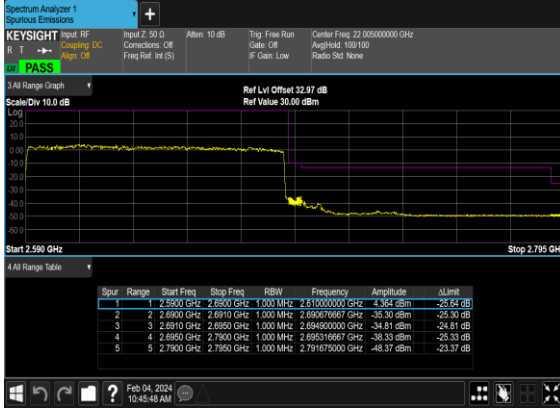 Spectrum Analyzer 1
Spurious Emissions
+
KEYSIGHT Input: RF
Coupling: DC
Align: Off
Input Z: 50 Ω
Corrections: Off
Freq Ref: Int (S)
Atten: 10 dB
Trig: Free Run
Gate: Off
IF Gain: Low
Center Freq: 22.005000000 GHz
Avg|Hold: 100/100
Radio Std: None
R T
LXI PASS
3.All Range Graph
Scale/Div 10.0 dB
Ref Lvl Offset 32.97 dB
Ref Value 30.00 dBm
Log
20.0
10.0
0.00
-10.0
-20.0
-30.0
-40.0
-50.0
-60.0
Start 2.590 GHz
Stop 2.795 GH
4.All Range Table
Spur Range Start Freq Stop Freq RBW Frequency Amplitude ΔLimit
1 1 2.5900 GHz 2.6900 GHz 1.000 MHz 2.610000000 GHz 4.364 dBm -25.64 dB
2 2 2.6900 GHz 2.6910 GHz 1.000 MHz 2.690676667 GHz -35.30 dBm -25.30 dB
3 3 2.6910 GHz 2.6950 GHz 1.000 MHz 2.694900000 GHz -34.81 dBm -24.81 dB
4 4 2.6950 GHz 2.7900 GHz 1.000 MHz 2.695316667 GHz -38.33 dBm -25.33 dB
5 5 2.7900 GHz 2.7950 GHz 1.000 MHz 2.791675000 GHz -48.37 dBm -23.37 dB
?
Feb 04, 2024
10:45:48 AM